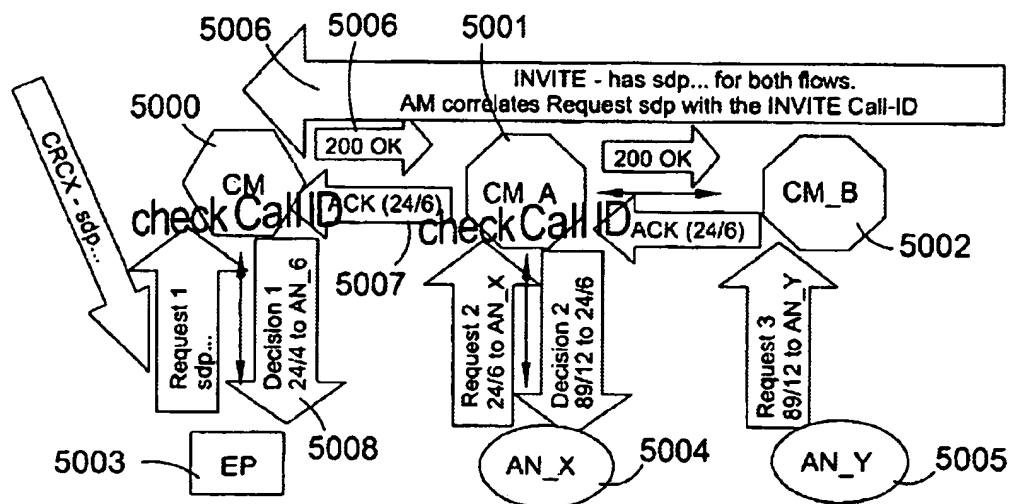 5006
5006
5001
INVITE - has sdp... for both flows.
AM correlates Request sdp with the INVITE Call-ID
5000
CRCX - sdp...
200 OK
200 OK
CM
CM_A
CM_B
check Call ID
ACK (24/6)
check Call ID
ACK (24/6)
5002
5007
Request 1
sdp...
Decision 1
24/4 to AN_6
Request 2
24/6 to AN_X
Decision 2
89/12 to 24/6
Request 3
89/12 to AN_Y
5008
5003
EP
AN_X
5004
AN_Y
5005